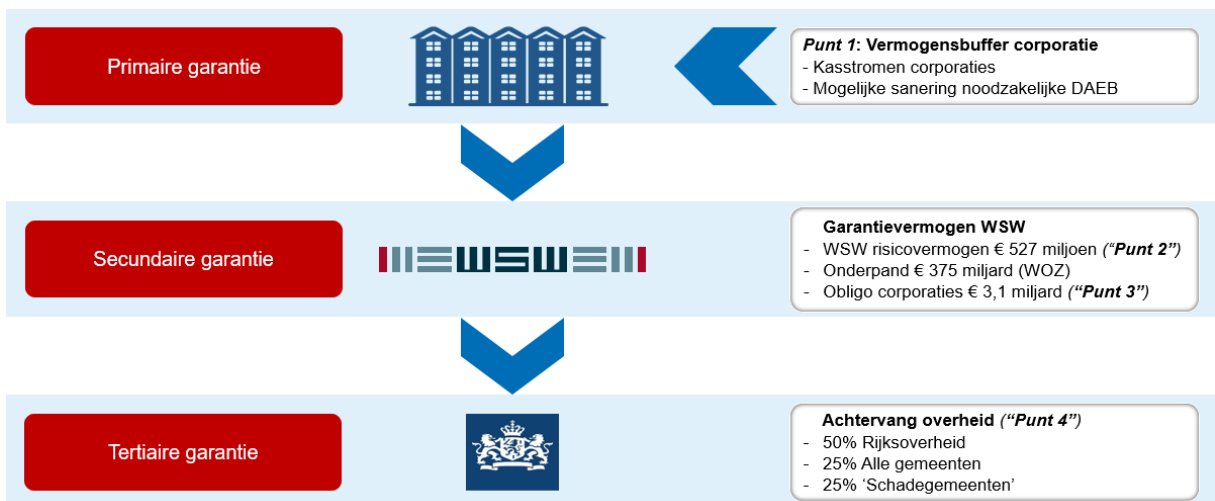 Primaire garantie
Punt 1: Vermogensbuffer corporatie
- Kasstromen corporaties
- Mogelijke sanering noodzakelijke DAEB
Secundaire garantie
WSW
Garantievermogen WSW
- WSW risicovermogen € 527 miljoen (“Punt 2”)
- Onderpand € 375 miljard (WOZ)
- Obligo corporaties € 3,1 miljard (“Punt 3”)
Tertiaire garantie
Achtervang overheid (“Punt 4”)
- 50% Rijksoverheid
- 25% Alle gemeenten
- 25% ‘Schadegemeenten’